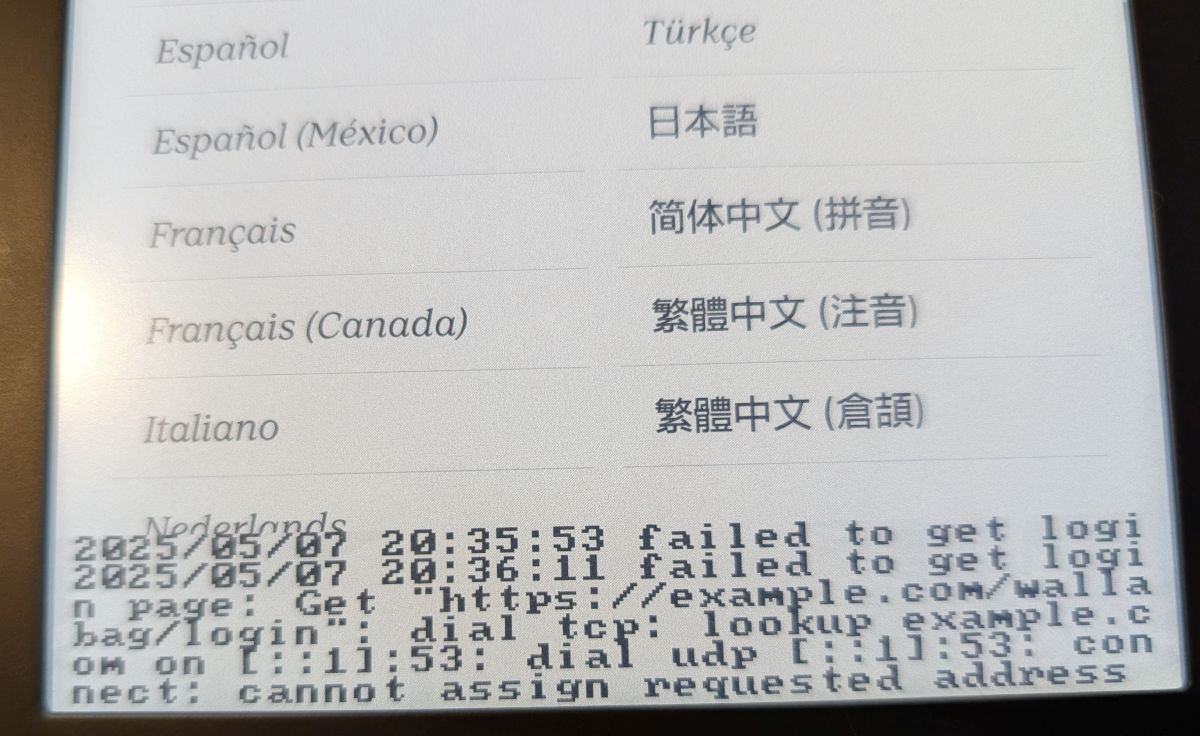 Español
Türkçe
Español (México)
日本語
Français
简体中文 (拼音)
Français (Canada)
繁體中文 (注音)
Italiano
繁體中文 (倉頡)
Nederlands
2025/05/07 20:35:53 failed to get logi
2025/05/07 20:36:11 failed to get logi
n page: Get "https://example.com/walla
bag/login": dial tcp: lookup example.c
om on [::1]:53: dial udp [::1]:53: con
nect: cannot assign requested address